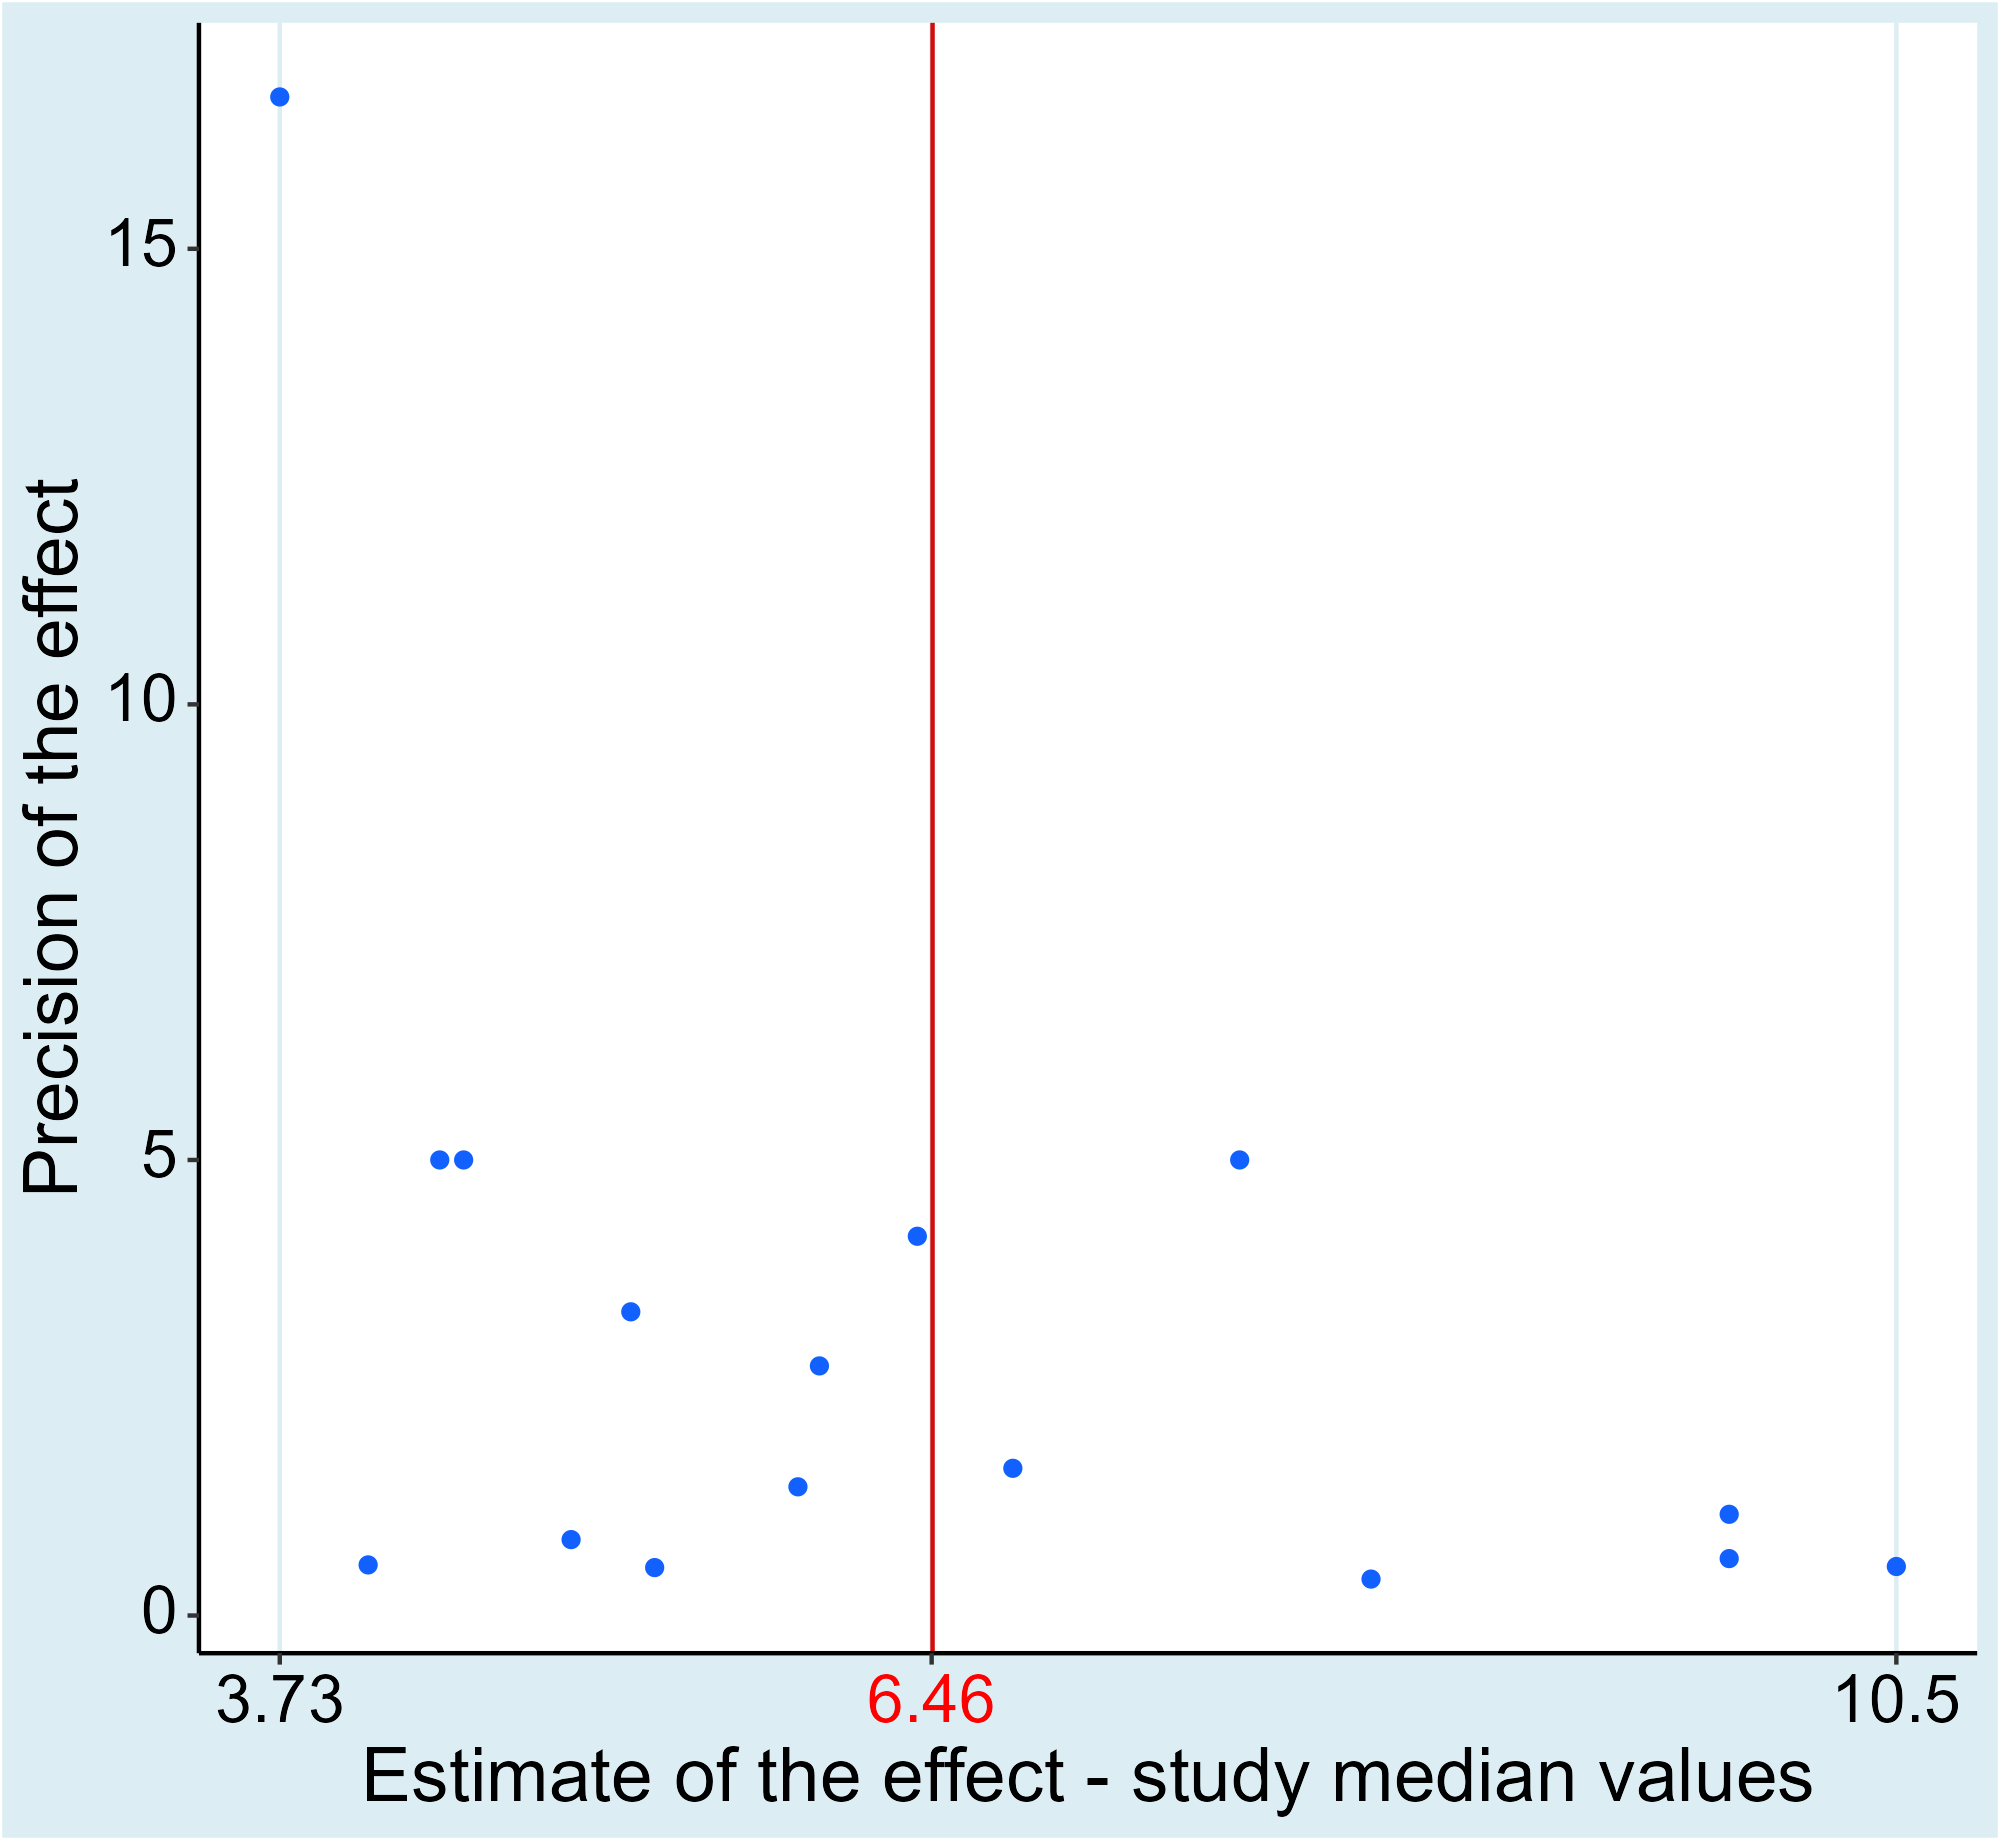 Precision of the effect
15
10
5
0
3.73 6.46 10.5
Estimate of the effect - study median values